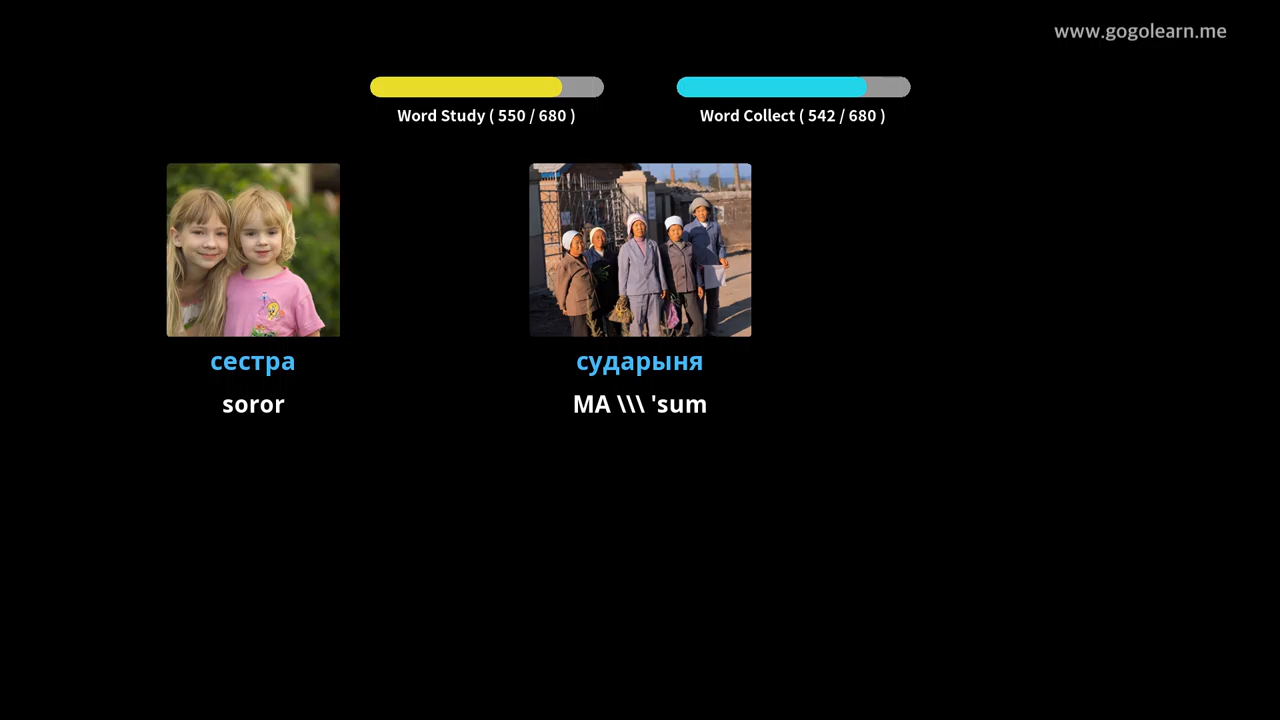 www.gogolearn.me
Word Study ( 550 / 680 )
Word Collect ( 542 / 680 )
сестра
сударыня
soror
MA \\\ 'sum